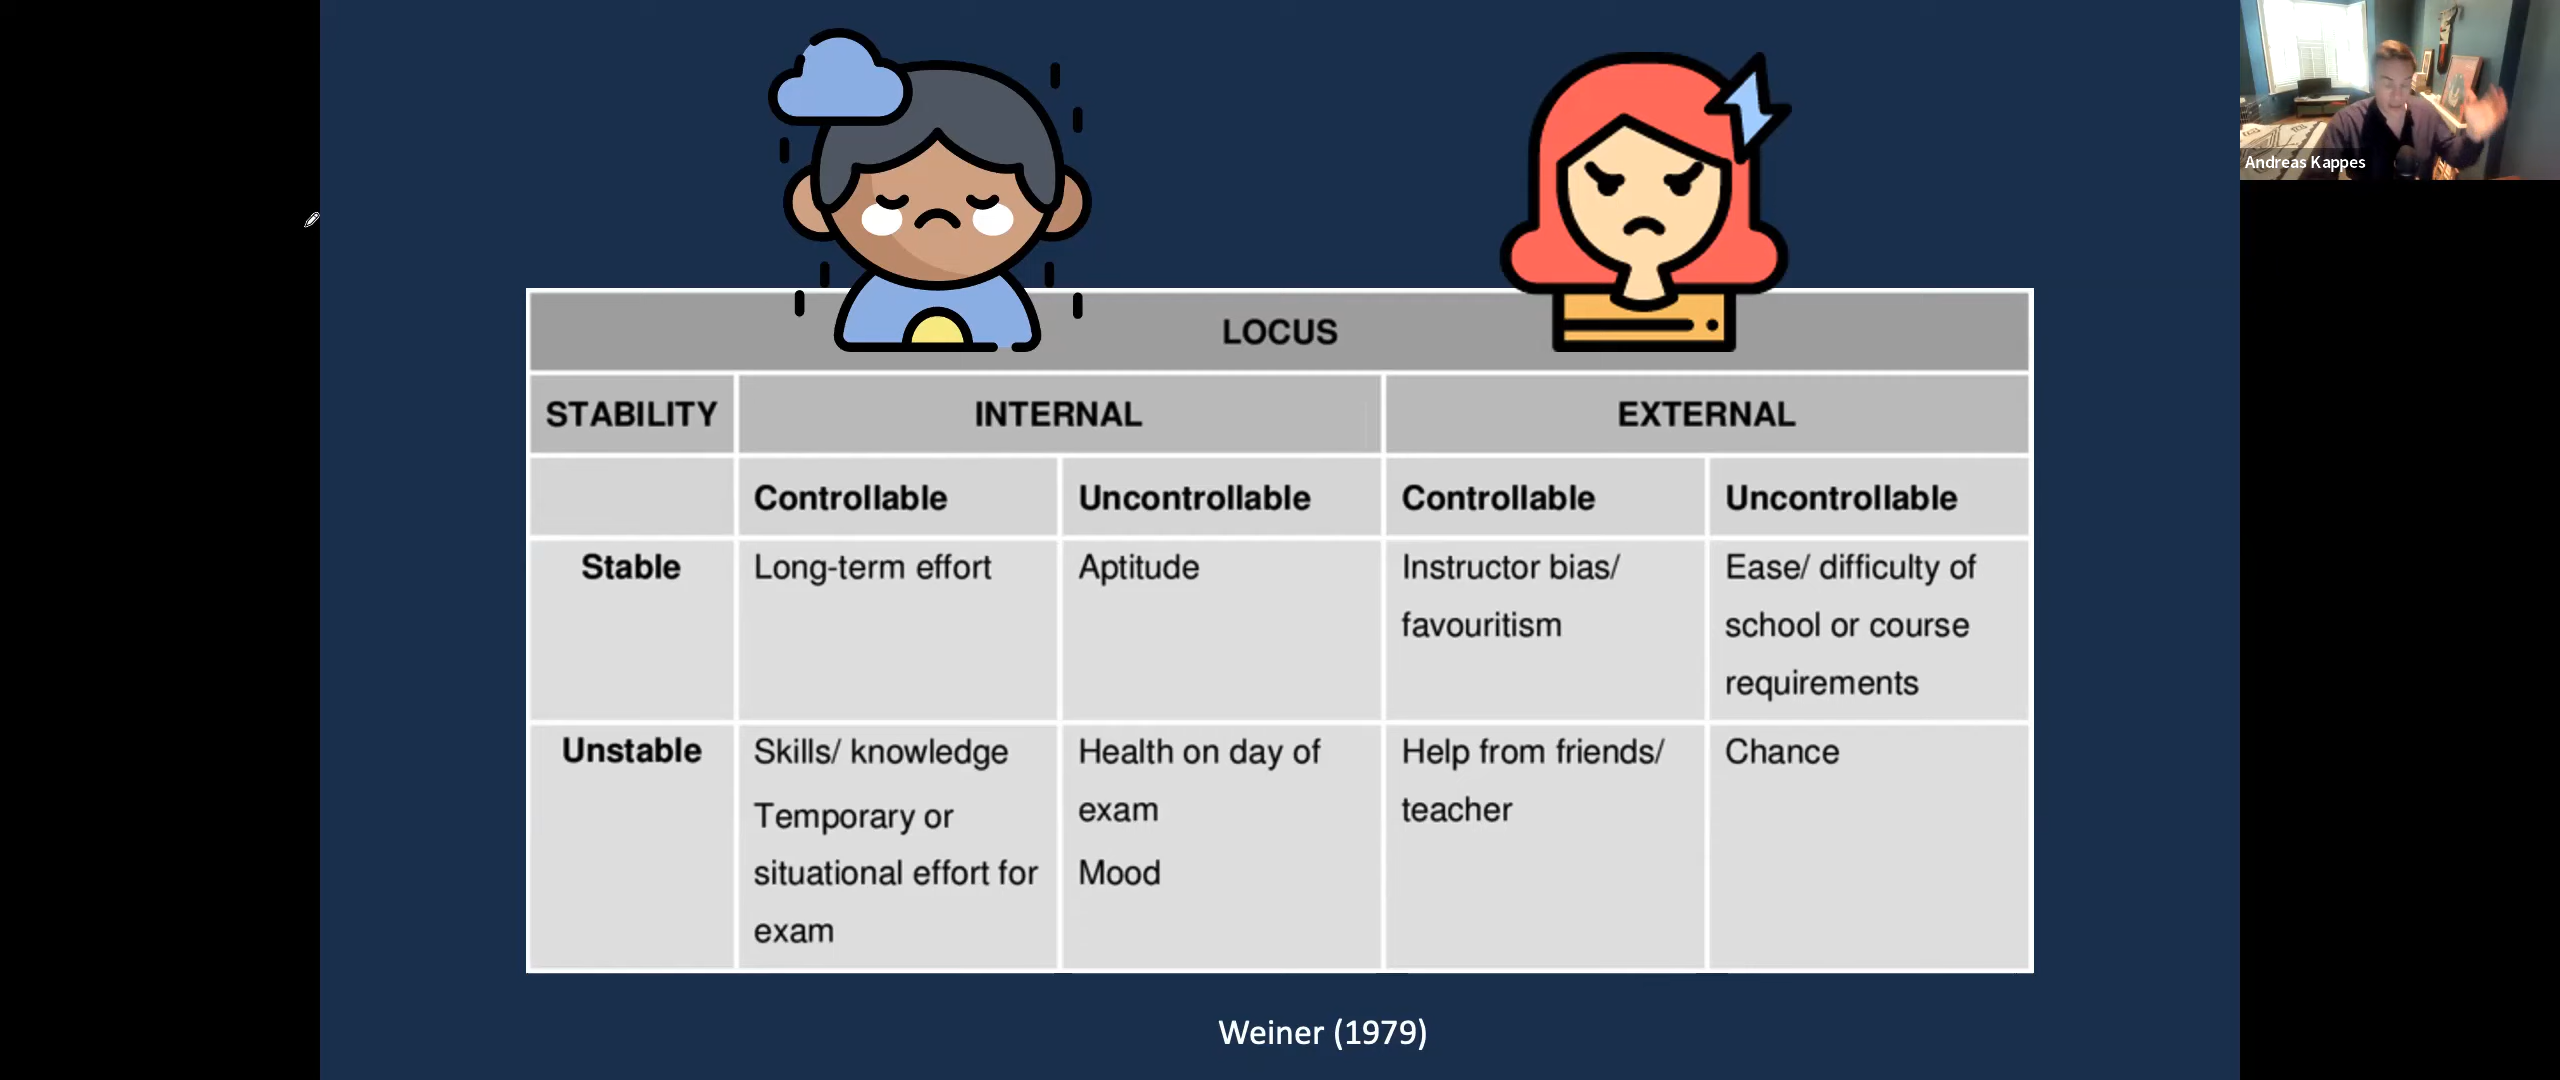 Andreas Kappes
LOCUS
STABILITY
INTERNAL
EXTERNAL
Controllable
Uncontrollable
Controllable
Uncontrollable
Stable
Long-term effort
Aptitude
Instructor bias/
favouritism
Ease/ difficulty of
school or course
requirements
Unstable
Skills/ knowledge
Temporary or
situational effort for
exam
Health on day of
exam
Mood
Help from friends/
teacher
Chance
Weiner (1979)